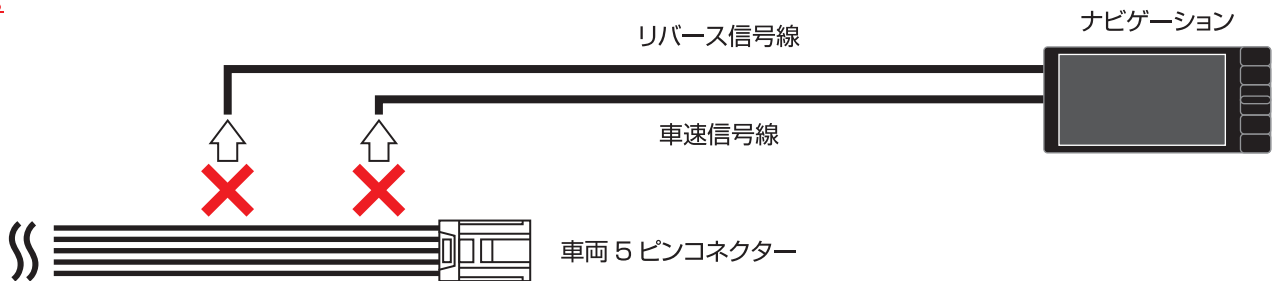 ナビゲーション
リバース信号線
車速信号線
車両 5 ピンコネクター